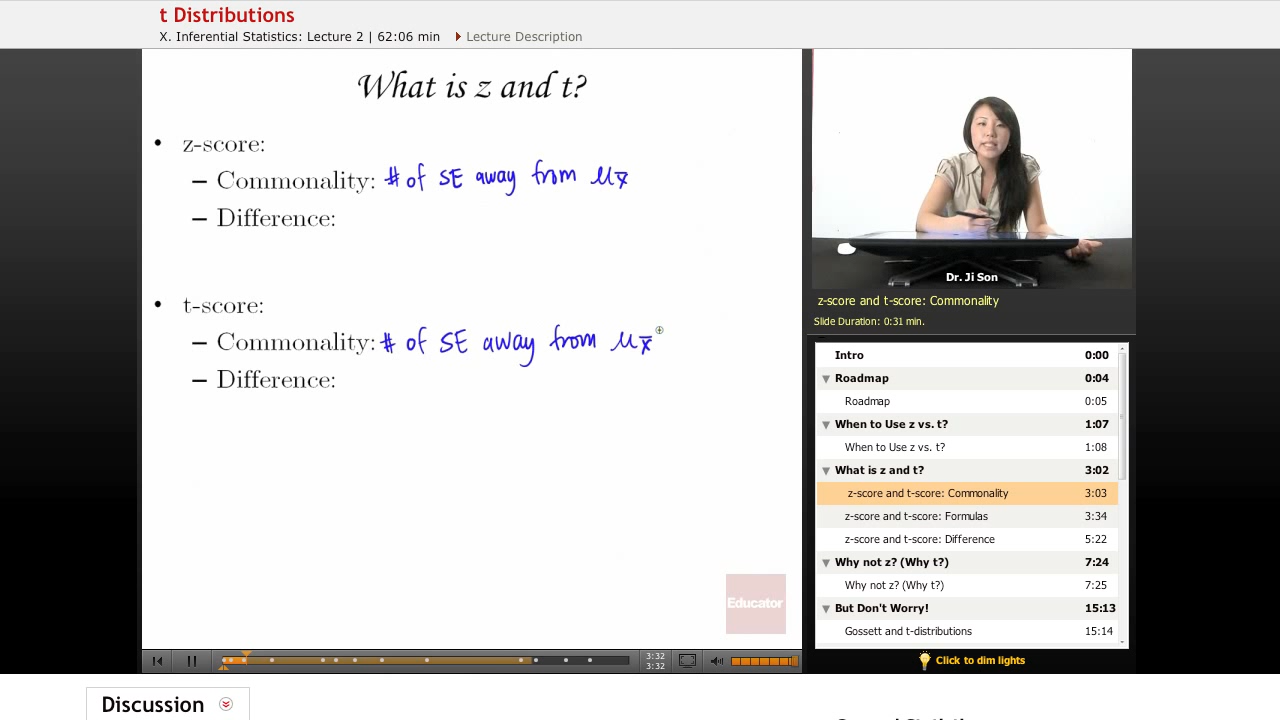 t Distributions
X. Inferential Statistics: Lecture 2 | 62:06 min Lecture Description
What is z and t?
• z-score:
– Commonality: # of SE away from μx̄
– Difference:
• t-score:
– Commonality: # of SE away from μx̄
– Difference:
Educator
3:32
3:32
Dr. Ji Son
z-score and t-score: Commonality
Slide Duration: 0:31 min.
Intro 0:00
Roadmap 0:04
Roadmap 0:05
When to Use z vs. t? 1:07
When to Use z vs. t? 1:08
What is z and t? 3:02
z-score and t-score: Commonality 3:03
z-score and t-score: Formulas 3:34
z-score and t-score: Difference 5:22
Why not z? (Why t?) 7:24
Why not z? (Why t?) 7:25
But Don't Worry! 15:13
Gossett and t-distributions 15:14
Click to dim lights
Discussion